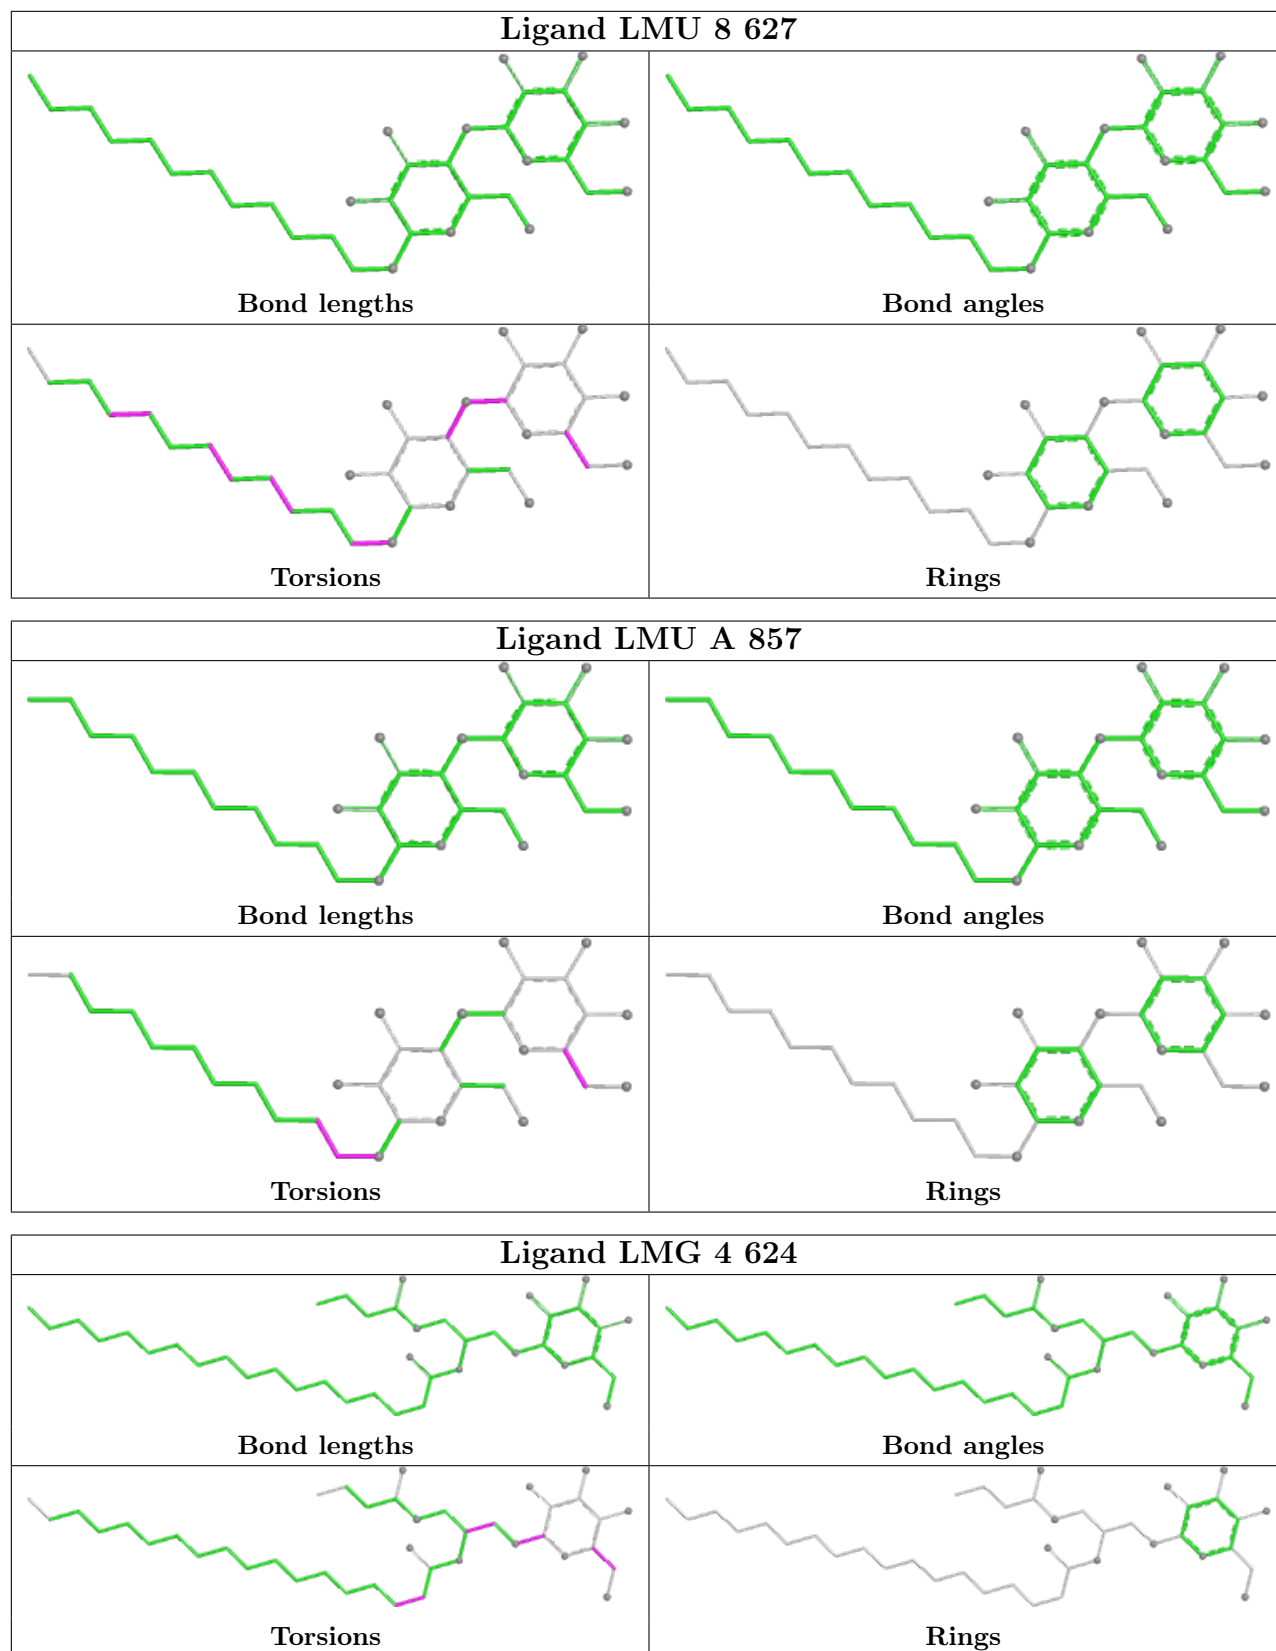 Ligand LMU 8 627
Bond lengths
Bond angles
Torsions
Rings
Ligand LMU A 857
Bond lengths
Bond angles
Torsions
Rings
Ligand LMG 4 624
Bond lengths
Bond angles
Torsions
Rings